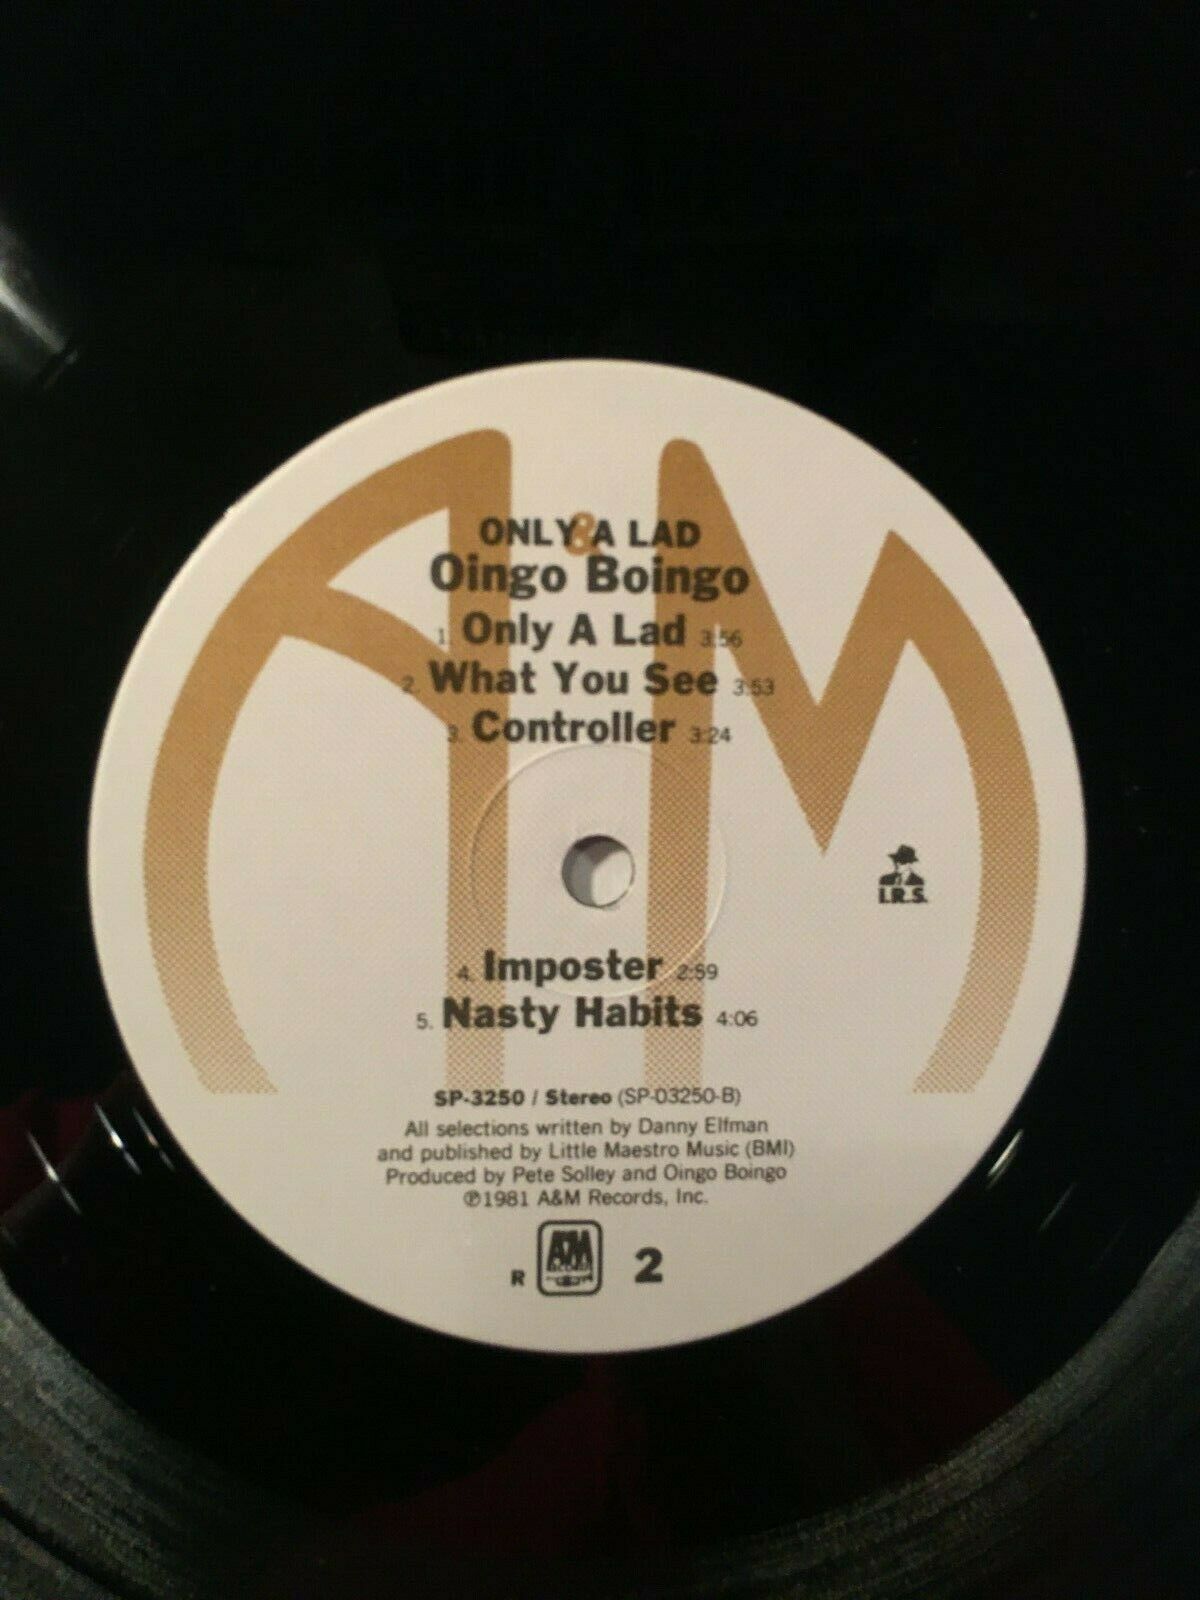 A&M
ONLY A LAD
Oingo Boingo
1. Only A Lad 3:56
2. What You See 3:53
3. Controller 3:24
I.R.S.
4. Imposter 2:59
5. Nasty Habits 4:06
SP-3250 / Stereo (SP-03250-B)
All selections written by Danny Elfman
and published by Little Maestro Music (BMI)
Produced by Pete Solley and Oingo Boingo
℗1981 A&M Records, Inc.
R A&M 2